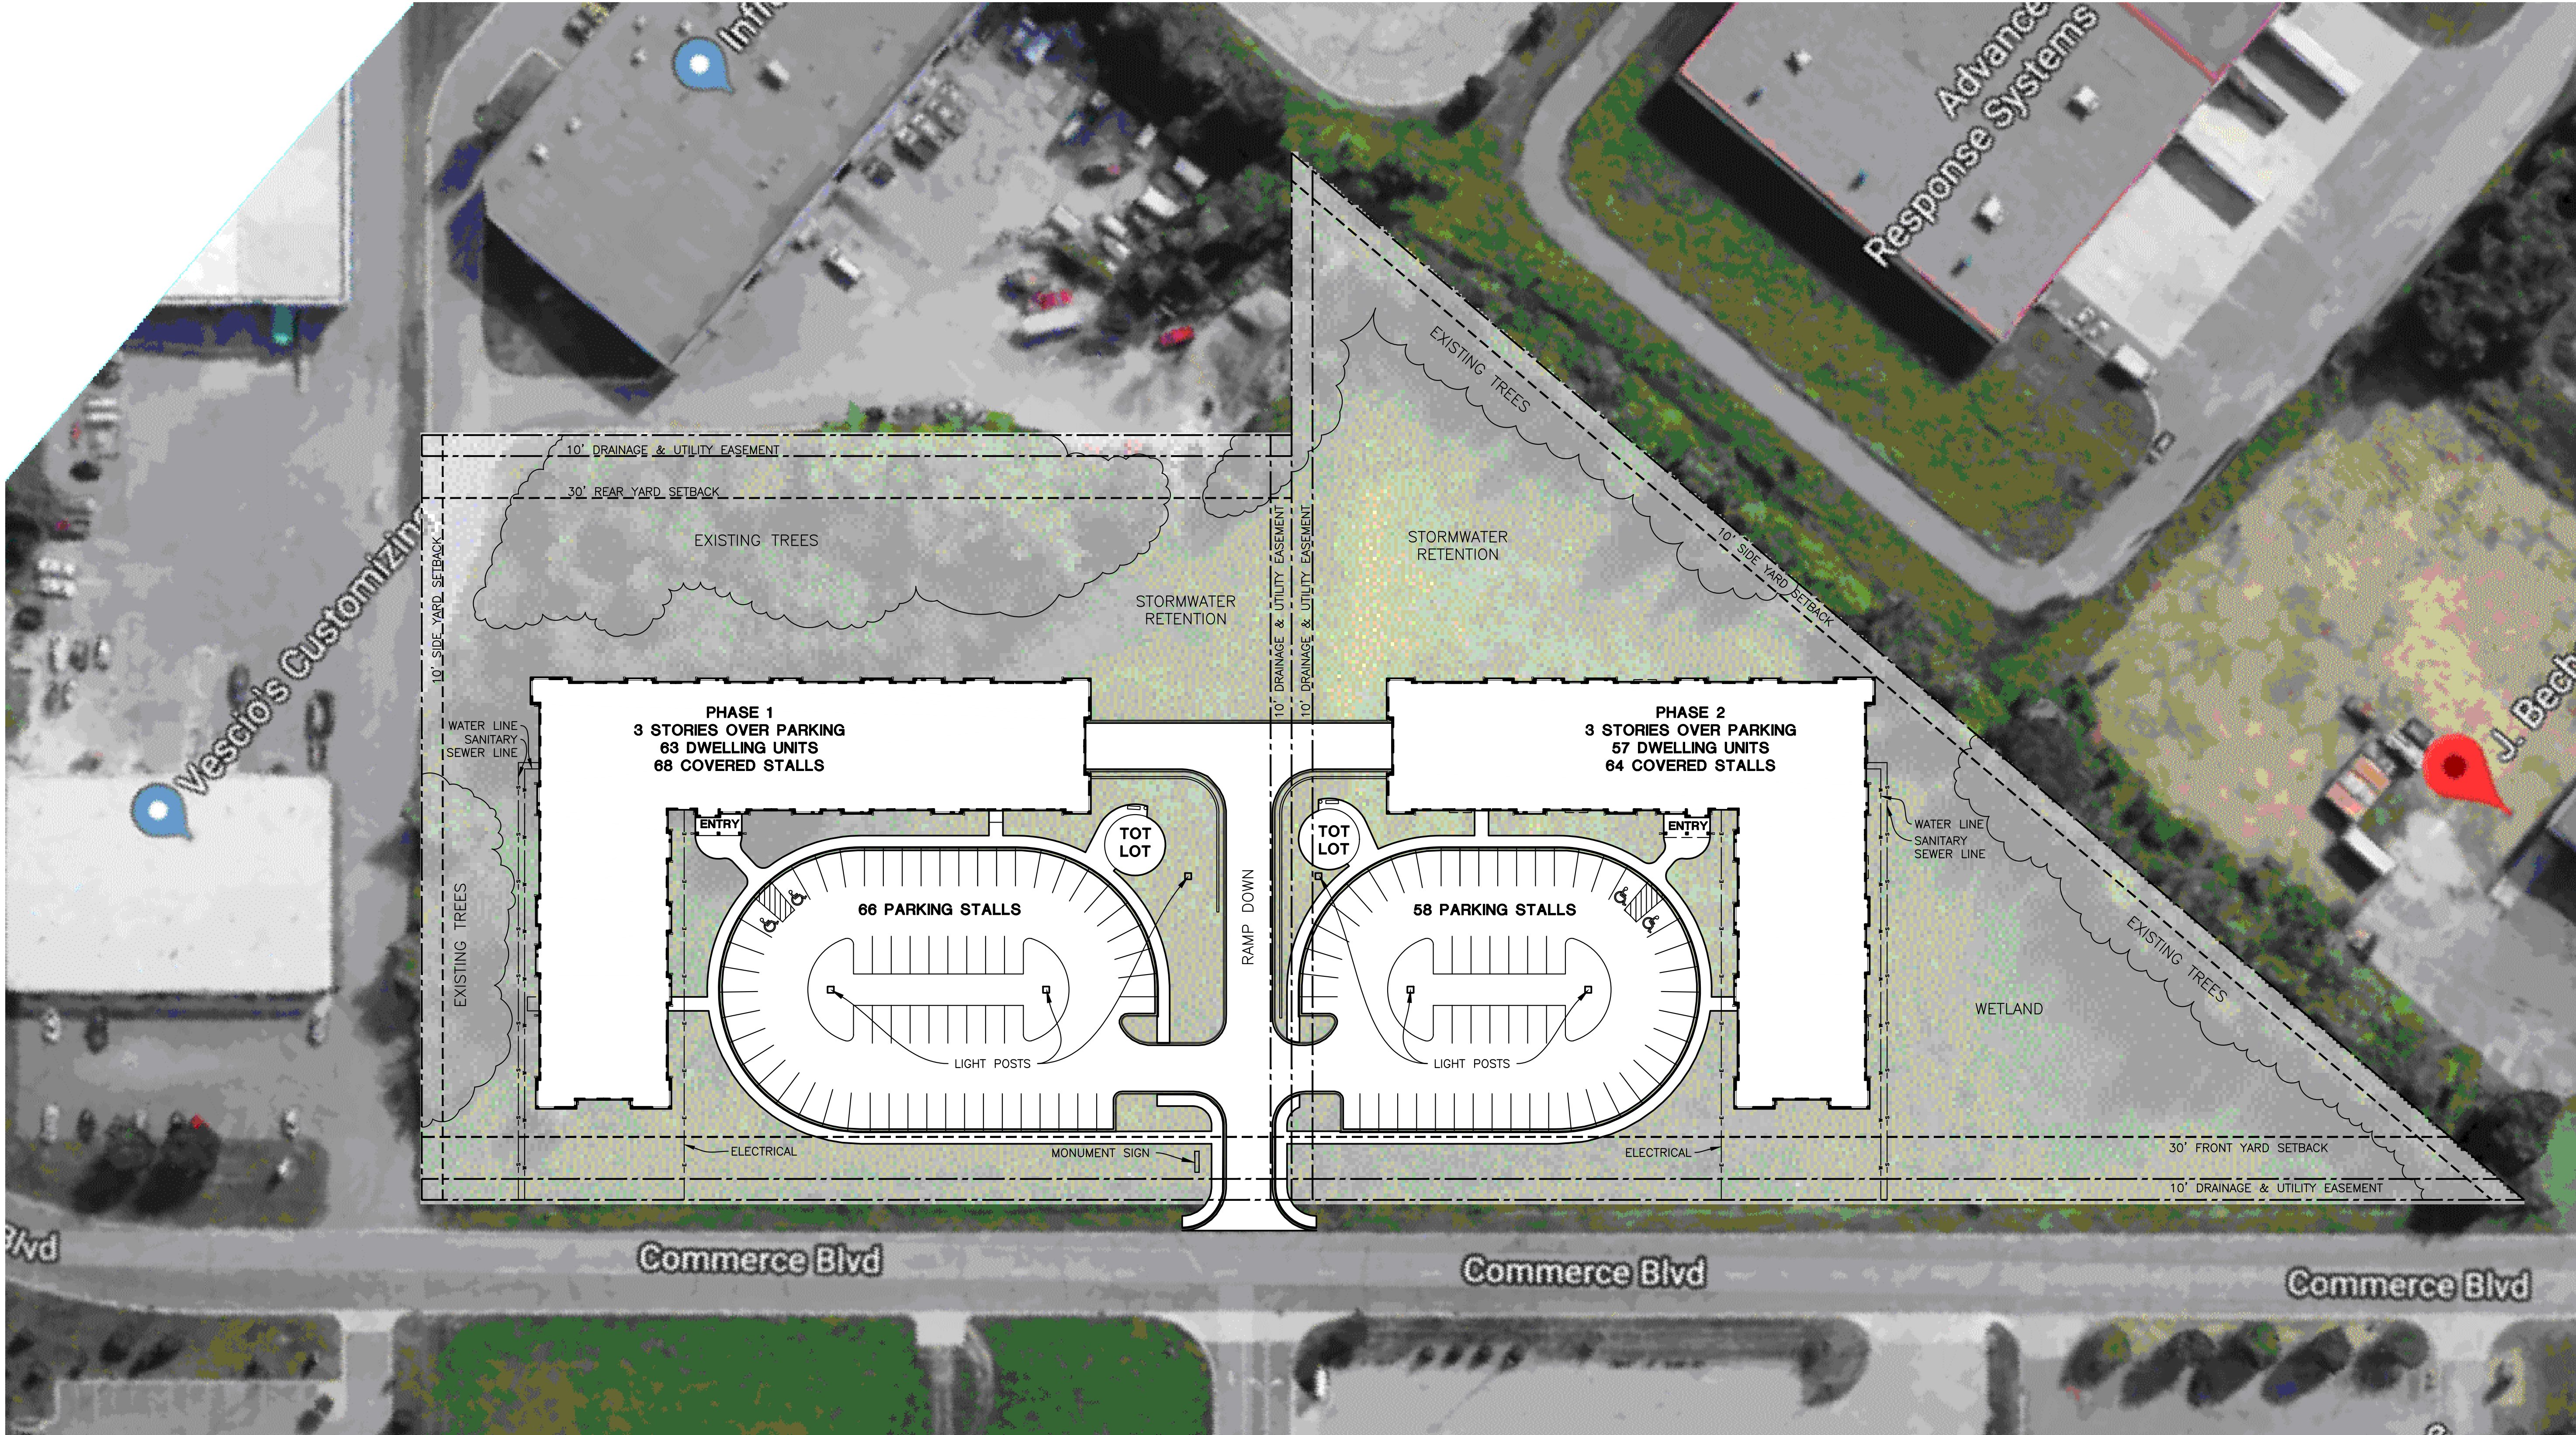 Infr
Advance
Response Systems
10' DRAINAGE & UTILITY EASEMENT
30' REAR YARD SETBACK
EXISTING TREES
EXISTING TREES
STORMWATER
RETENTION
STORMWATER
RETENTION
10' SIDE YARD SETBACK
10' SIDE YARD SETBACK
10' DRAINAGE & UTILITY EASEMENT
10' DRAINAGE & UTILITY EASEMENT
Vescio's Customizing
J. Bech
WATER LINE
SANITARY
SEWER LINE
PHASE 1
3 STORIES OVER PARKING
63 DWELLING UNITS
68 COVERED STALLS
PHASE 2
3 STORIES OVER PARKING
57 DWELLING UNITS
64 COVERED STALLS
ENTRY
TOT
LOT
TOT
LOT
ENTRY
WATER LINE
SANITARY
SEWER LINE
EXISTING TREES
66 PARKING STALLS
RAMP DOWN
58 PARKING STALLS
EXISTING TREES
WETLAND
LIGHT POSTS
LIGHT POSTS
ELECTRICAL
MONUMENT SIGN
ELECTRICAL
30' FRONT YARD SETBACK
10' DRAINAGE & UTILITY EASEMENT
Blvd
Commerce Blvd
Commerce Blvd
Commerce Blvd